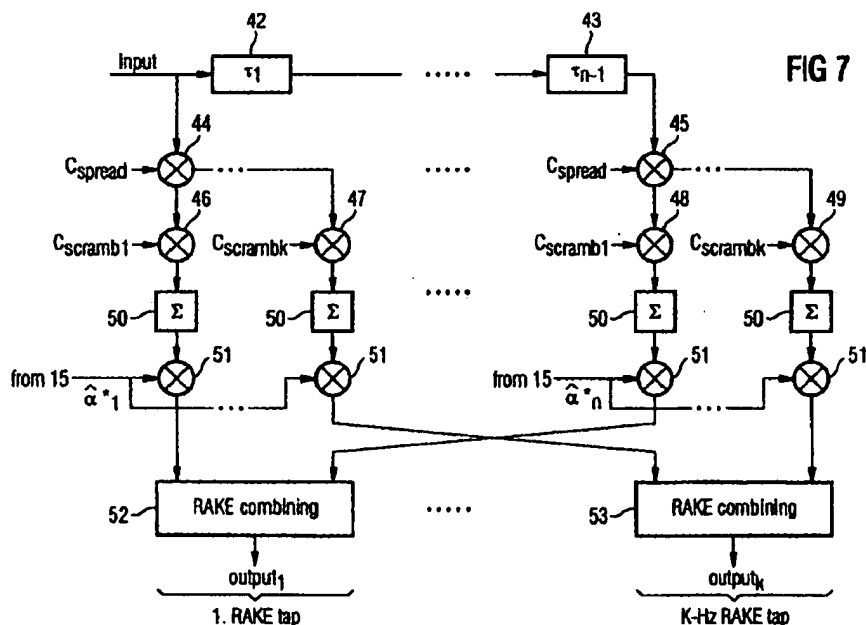 42 43
Input τ1 ..... τn-1 FIG 7
44 45
Cspread ... ..... Cspread ...
46 47 48 49
Cscramb1 Cscrambk Cscramb1 Cscrambk
50 Σ 50 Σ ..... 50 Σ 50 Σ
51 51 51 51
from 15 from 15
α̂*1 ... α̂*n ...
52 RAKE combining ..... 53 RAKE combining
output1 outputk
1. RAKE tap K-Hz RAKE tap